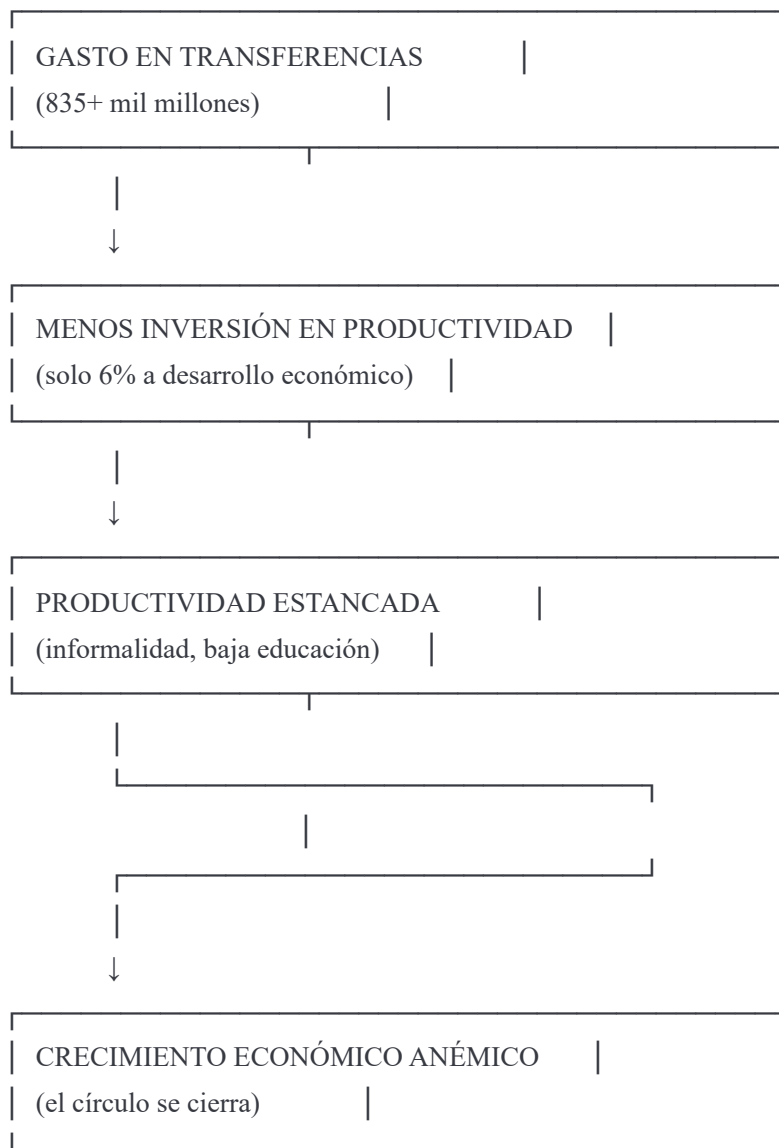 GASTO EN TRANSFERENCIAS
(835+ mil millones)
↓
MENOS INVERSIÓN EN PRODUCTIVIDAD
(solo 6% a desarrollo económico)
↓
PRODUCTIVIDAD ESTANCADA
(informalidad, baja educación)
↓
CRECIMIENTO ECONÓMICO ANÉMICO
(el círculo se cierra)